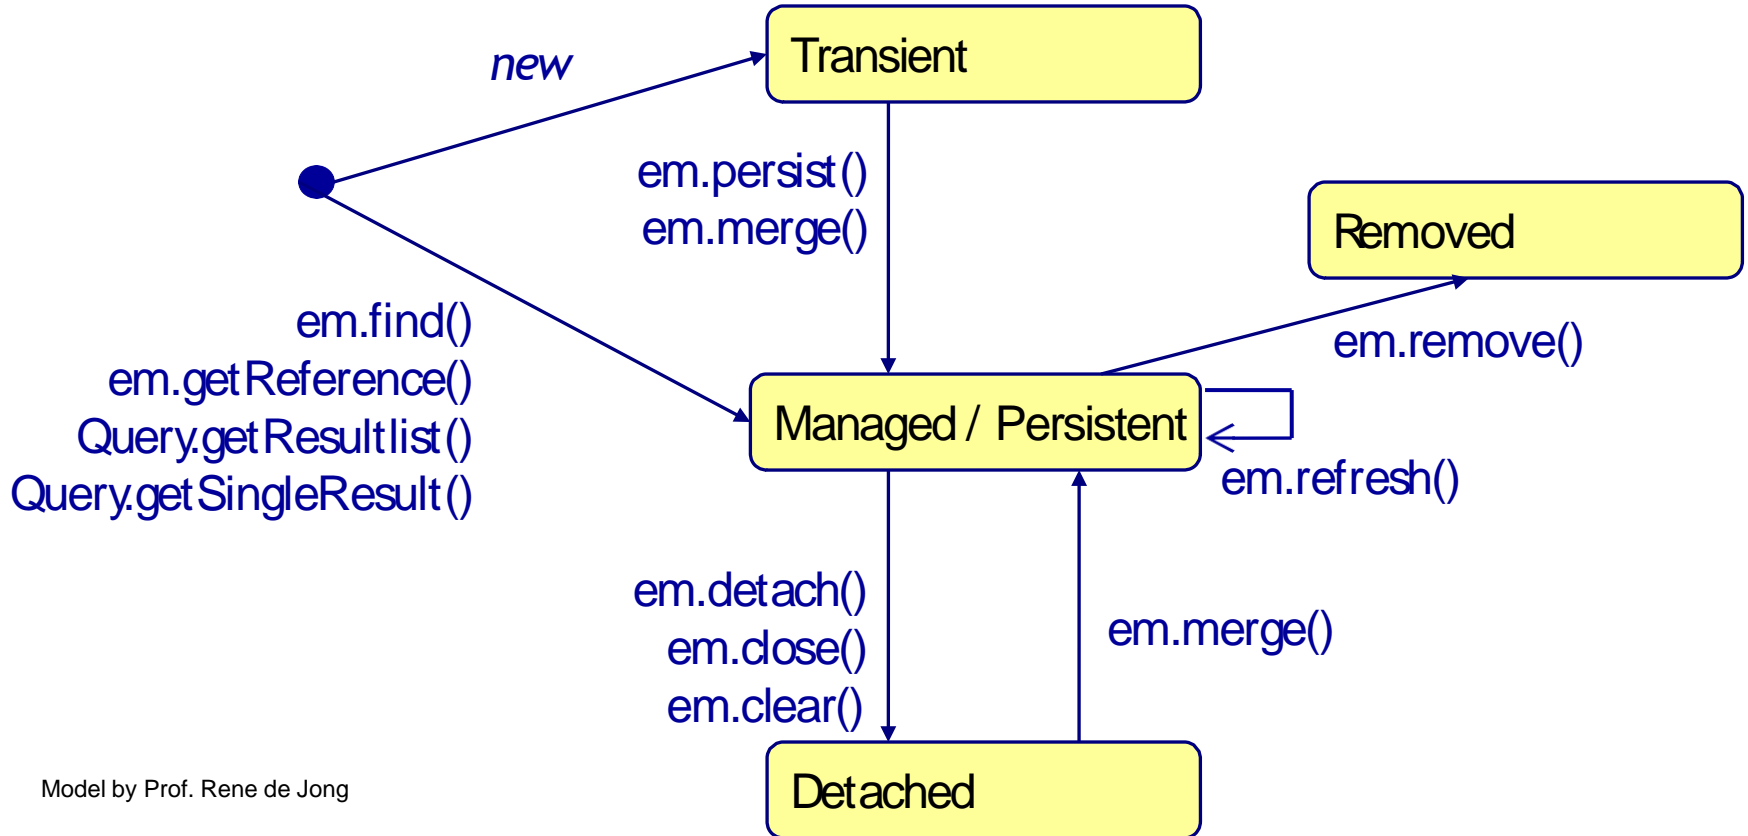 new
Transient
em.persist()
em.merge()
Removed
em.find()
em.getReference()
Query.getResultlist()
Query.getSingleResult()
em.remove()
Managed / Persistent
em.refresh()
em.detach()
em.close()
em.clear()
em.merge()
Detached
Model by Prof. Rene de Jong